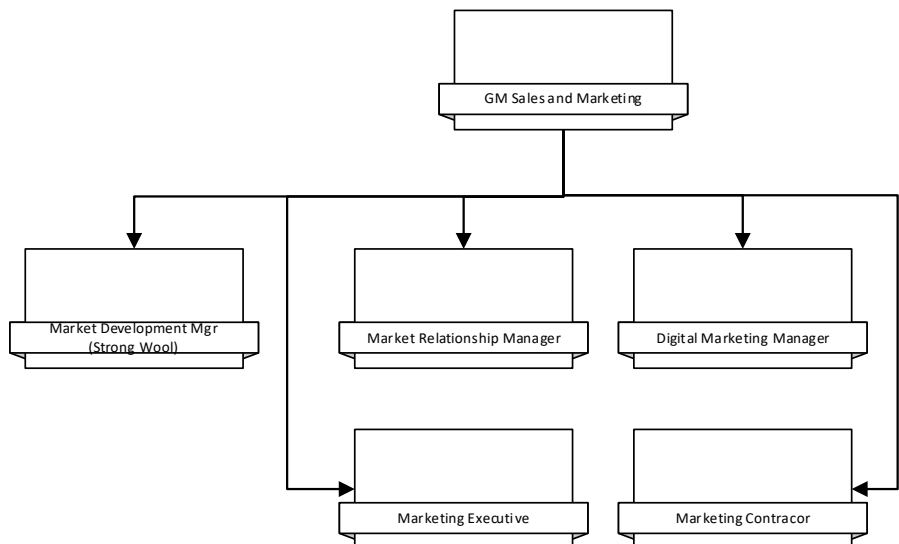 GM Sales and Marketing
Market Development Mgr
(Strong Wool)
Market Relationship Manager
Digital Marketing Manager
Marketing Executive
Marketing Contracor